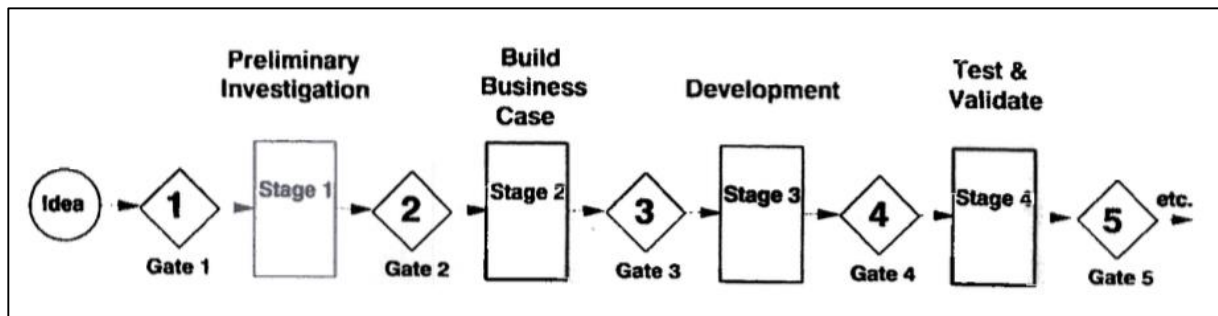 Preliminary
Investigation
Build
Business
Case
Development
Test &
Validate
Idea
1
Gate 1
Stage 1
2
Gate 2
Stage 2
3
Gate 3
Stage 3
4
Gate 4
Stage 4
5
Gate 5
etc.